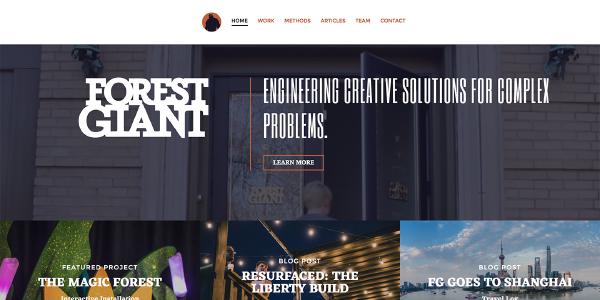 HOME WORK METHODS ARTICLES TEAM CONTACT
FOREST
GIANT
ENGINEERING CREATIVE SOLUTIONS FOR COMPLEX
PROBLEMS.
LEARN MORE
FOREST
GIANT
FEATURED PROJECT
THE MAGIC FOREST
Interactive Installation
BLOG POST
RESURFACED: THE
LIBERTY BUILD
BLOG POST
FG GOES TO SHANGHAI
Travel Log